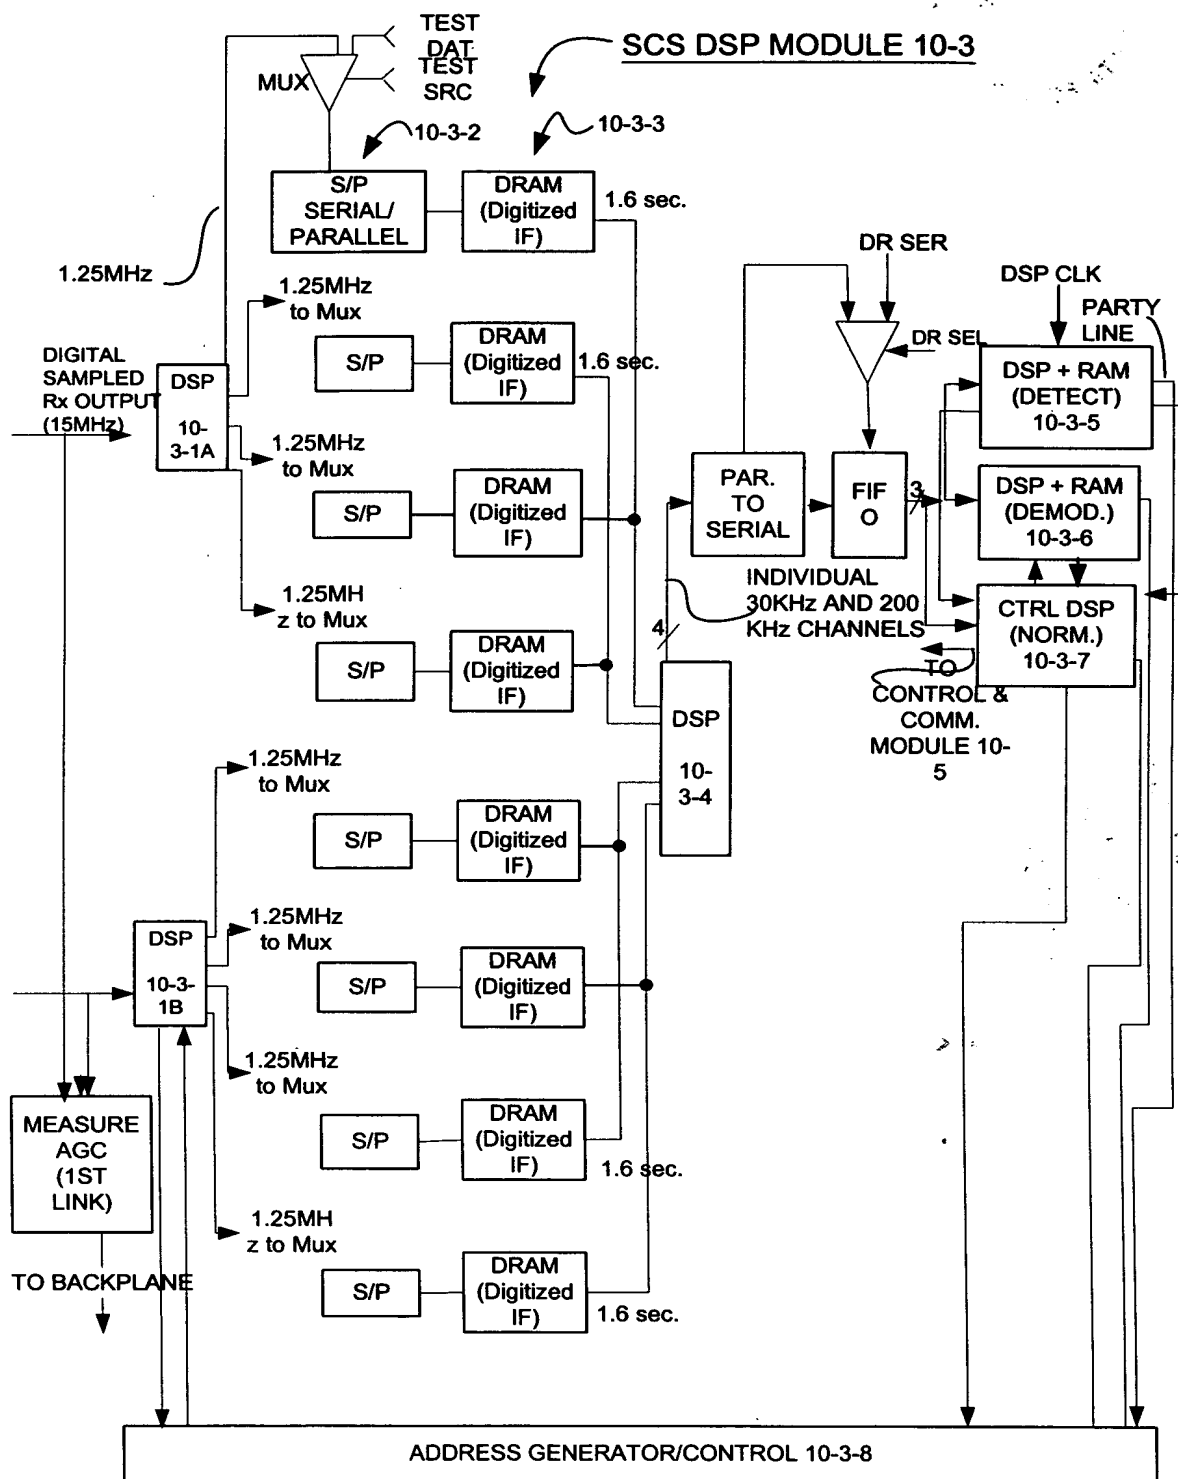 TEST
DAT
TEST
SRC
MUX
SCS DSP MODULE 10-3
10-3-2
10-3-3
S/P
SERIAL/
PARALLEL
DRAM
(Digitized
IF)
1.6 sec.
1.25MHz
1.25MHz
to Mux
S/P
DRAM
(Digitized
IF)
1.6 sec.
DIGITAL
SAMPLED
Rx OUTPUT
(15MHz)
DSP
10-
3-1A
1.25MHz
to Mux
S/P
DRAM
(Digitized
IF)
1.25MH
z to Mux
S/P
DRAM
(Digitized
IF)
DR SER
DR SEL
DSP CLK
PARTY
LINE
DSP + RAM
(DETECT)
10-3-5
PAR.
TO
SERIAL
FIF
O
3
DSP + RAM
(DEMOD.)
10-3-6
INDIVIDUAL
30KHz AND 200
KHz CHANNELS
4
CTRL DSP
(NORM.)
10-3-7
TO
CONTROL &
COMM.
MODULE 10-
5
DSP
10-
3-4
1.25MHz
to Mux
S/P
DRAM
(Digitized
IF)
DSP
10-3-
1B
1.25MHz
to Mux
S/P
DRAM
(Digitized
IF)
1.25MHz
to Mux
S/P
DRAM
(Digitized
IF)
1.6 sec.
MEASURE
AGC
(1ST
LINK)
TO BACKPLANE
1.25MH
z to Mux
S/P
DRAM
(Digitized
IF)
1.6 sec.
ADDRESS GENERATOR/CONTROL 10-3-8